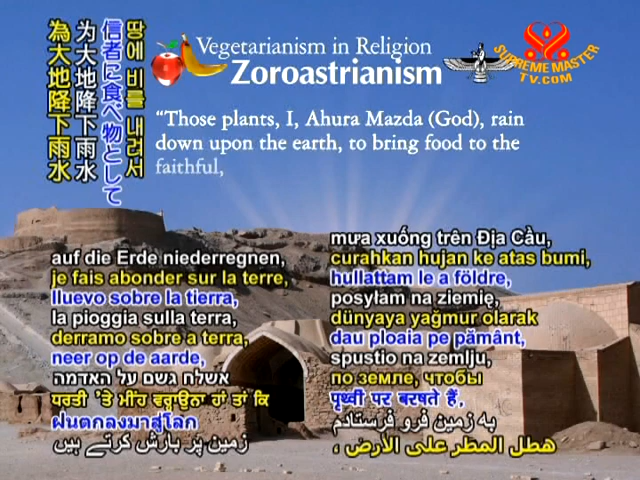 땅에 비를 내려서
信者に食べ物として
为大地降下雨水
為大地降下雨水
Vegetarianism in Religion
Zoroastrianism
SUPREME MASTER
TV.COM
“Those plants, I, Ahura Mazda (God), rain
down upon the earth, to bring food to the
faithful,
auf die Erde niederregnen,
je fais abonder sur la terre,
lluevo sobre la tierra,
la pioggia sulla terra,
derramo sobre a terra,
neer op de aarde,
אשלח גשם על האדמה
ਧਰਤੀ 'ਤੇ ਮੀਂਹ ਵਰ੍ਹਾਉਨਾ ਹਾਂ ਤਾਂ ਕਿ
ฝนตกลงมาสู่โลก
زمین پر بارش کرتے ہیں
mưa xuống trên Địa Cầu,
curahkan hujan ke atas bumi,
hullattam le a földre,
posyłam na ziemię,
dünyaya yağmur olarak
dau ploaia pe pământ,
spustio na zemlju,
по земле, чтобы
पृथ्वी पर बरषते हैं,
به زمین فرو فرستادم
هطل المطر على الأرض ،